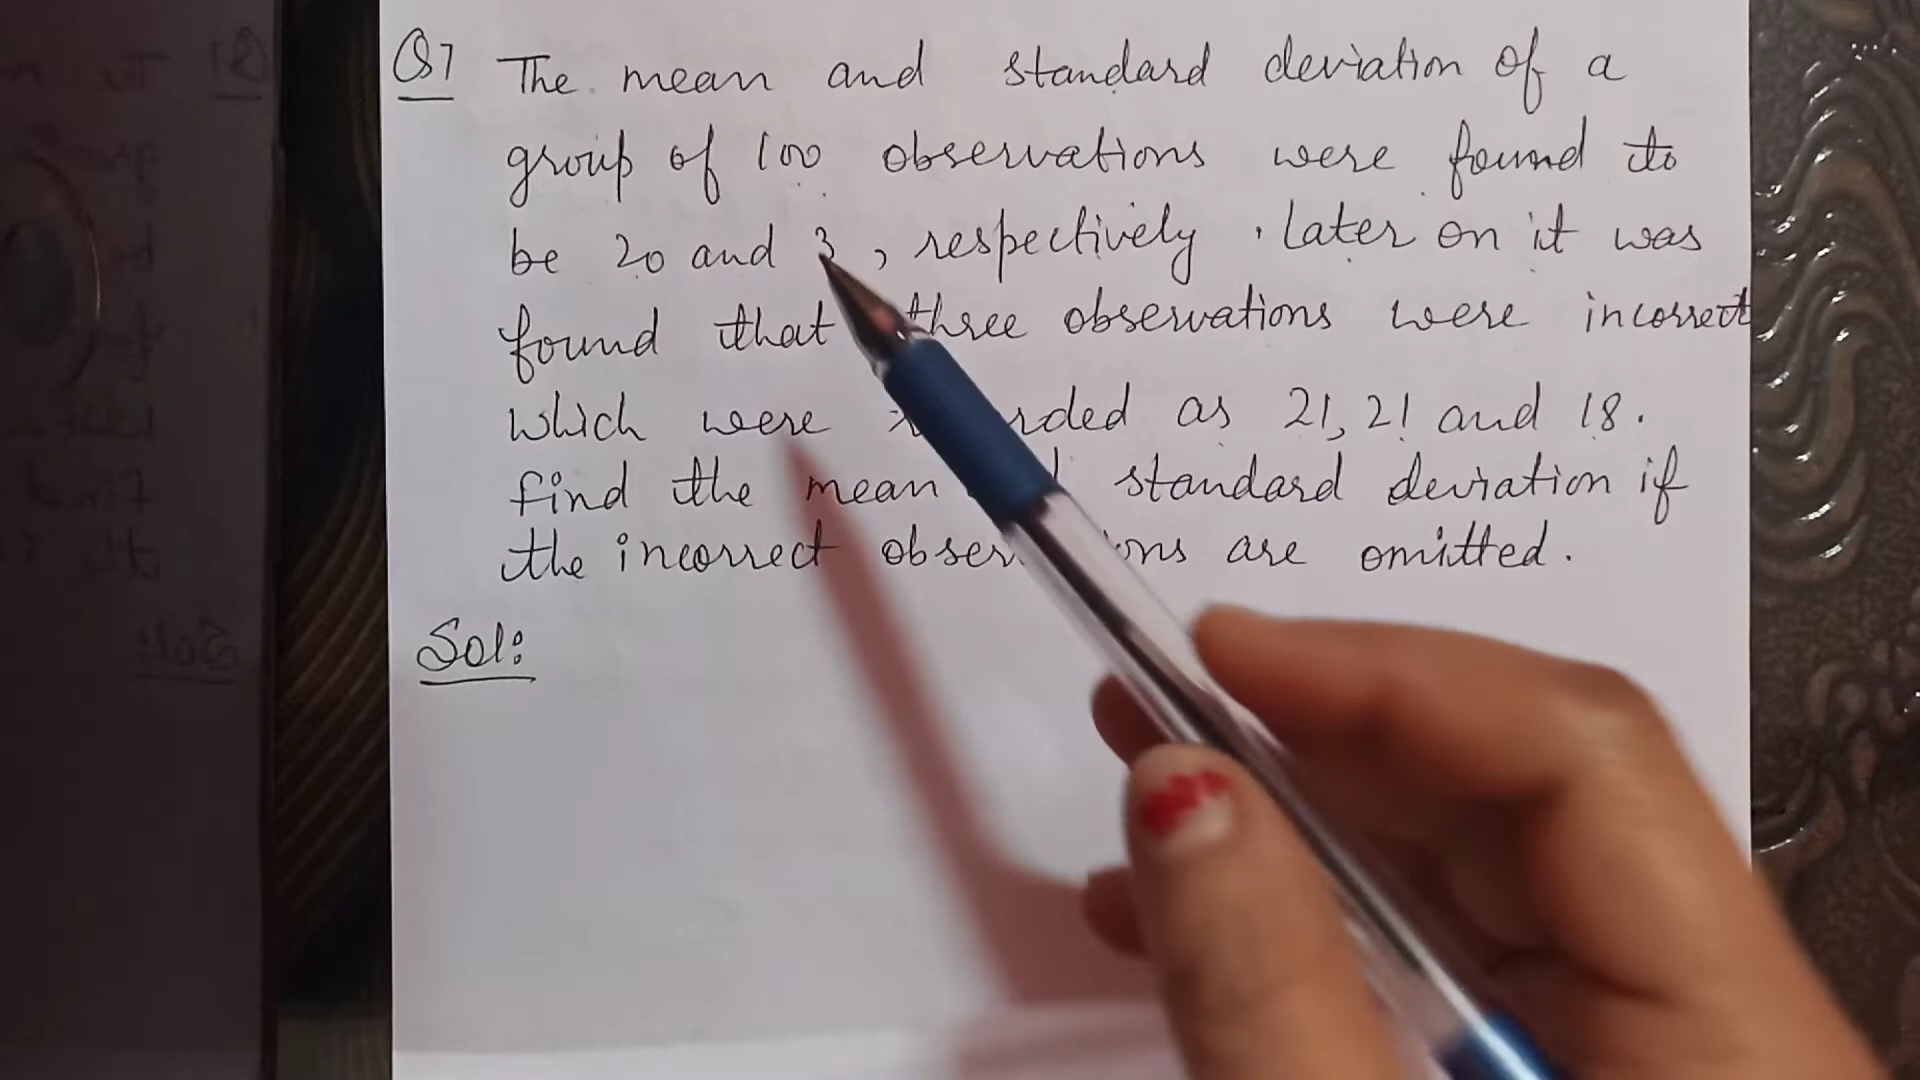 Q7 The mean and standard deviation of a
group of 100 observations were found to
be 20 and 3, respectively. Later on it was
found that three observations were incorrect
which were as 21, 21 and 18.
find the mean standard deviation if
the incorrect are omitted.
Sol: